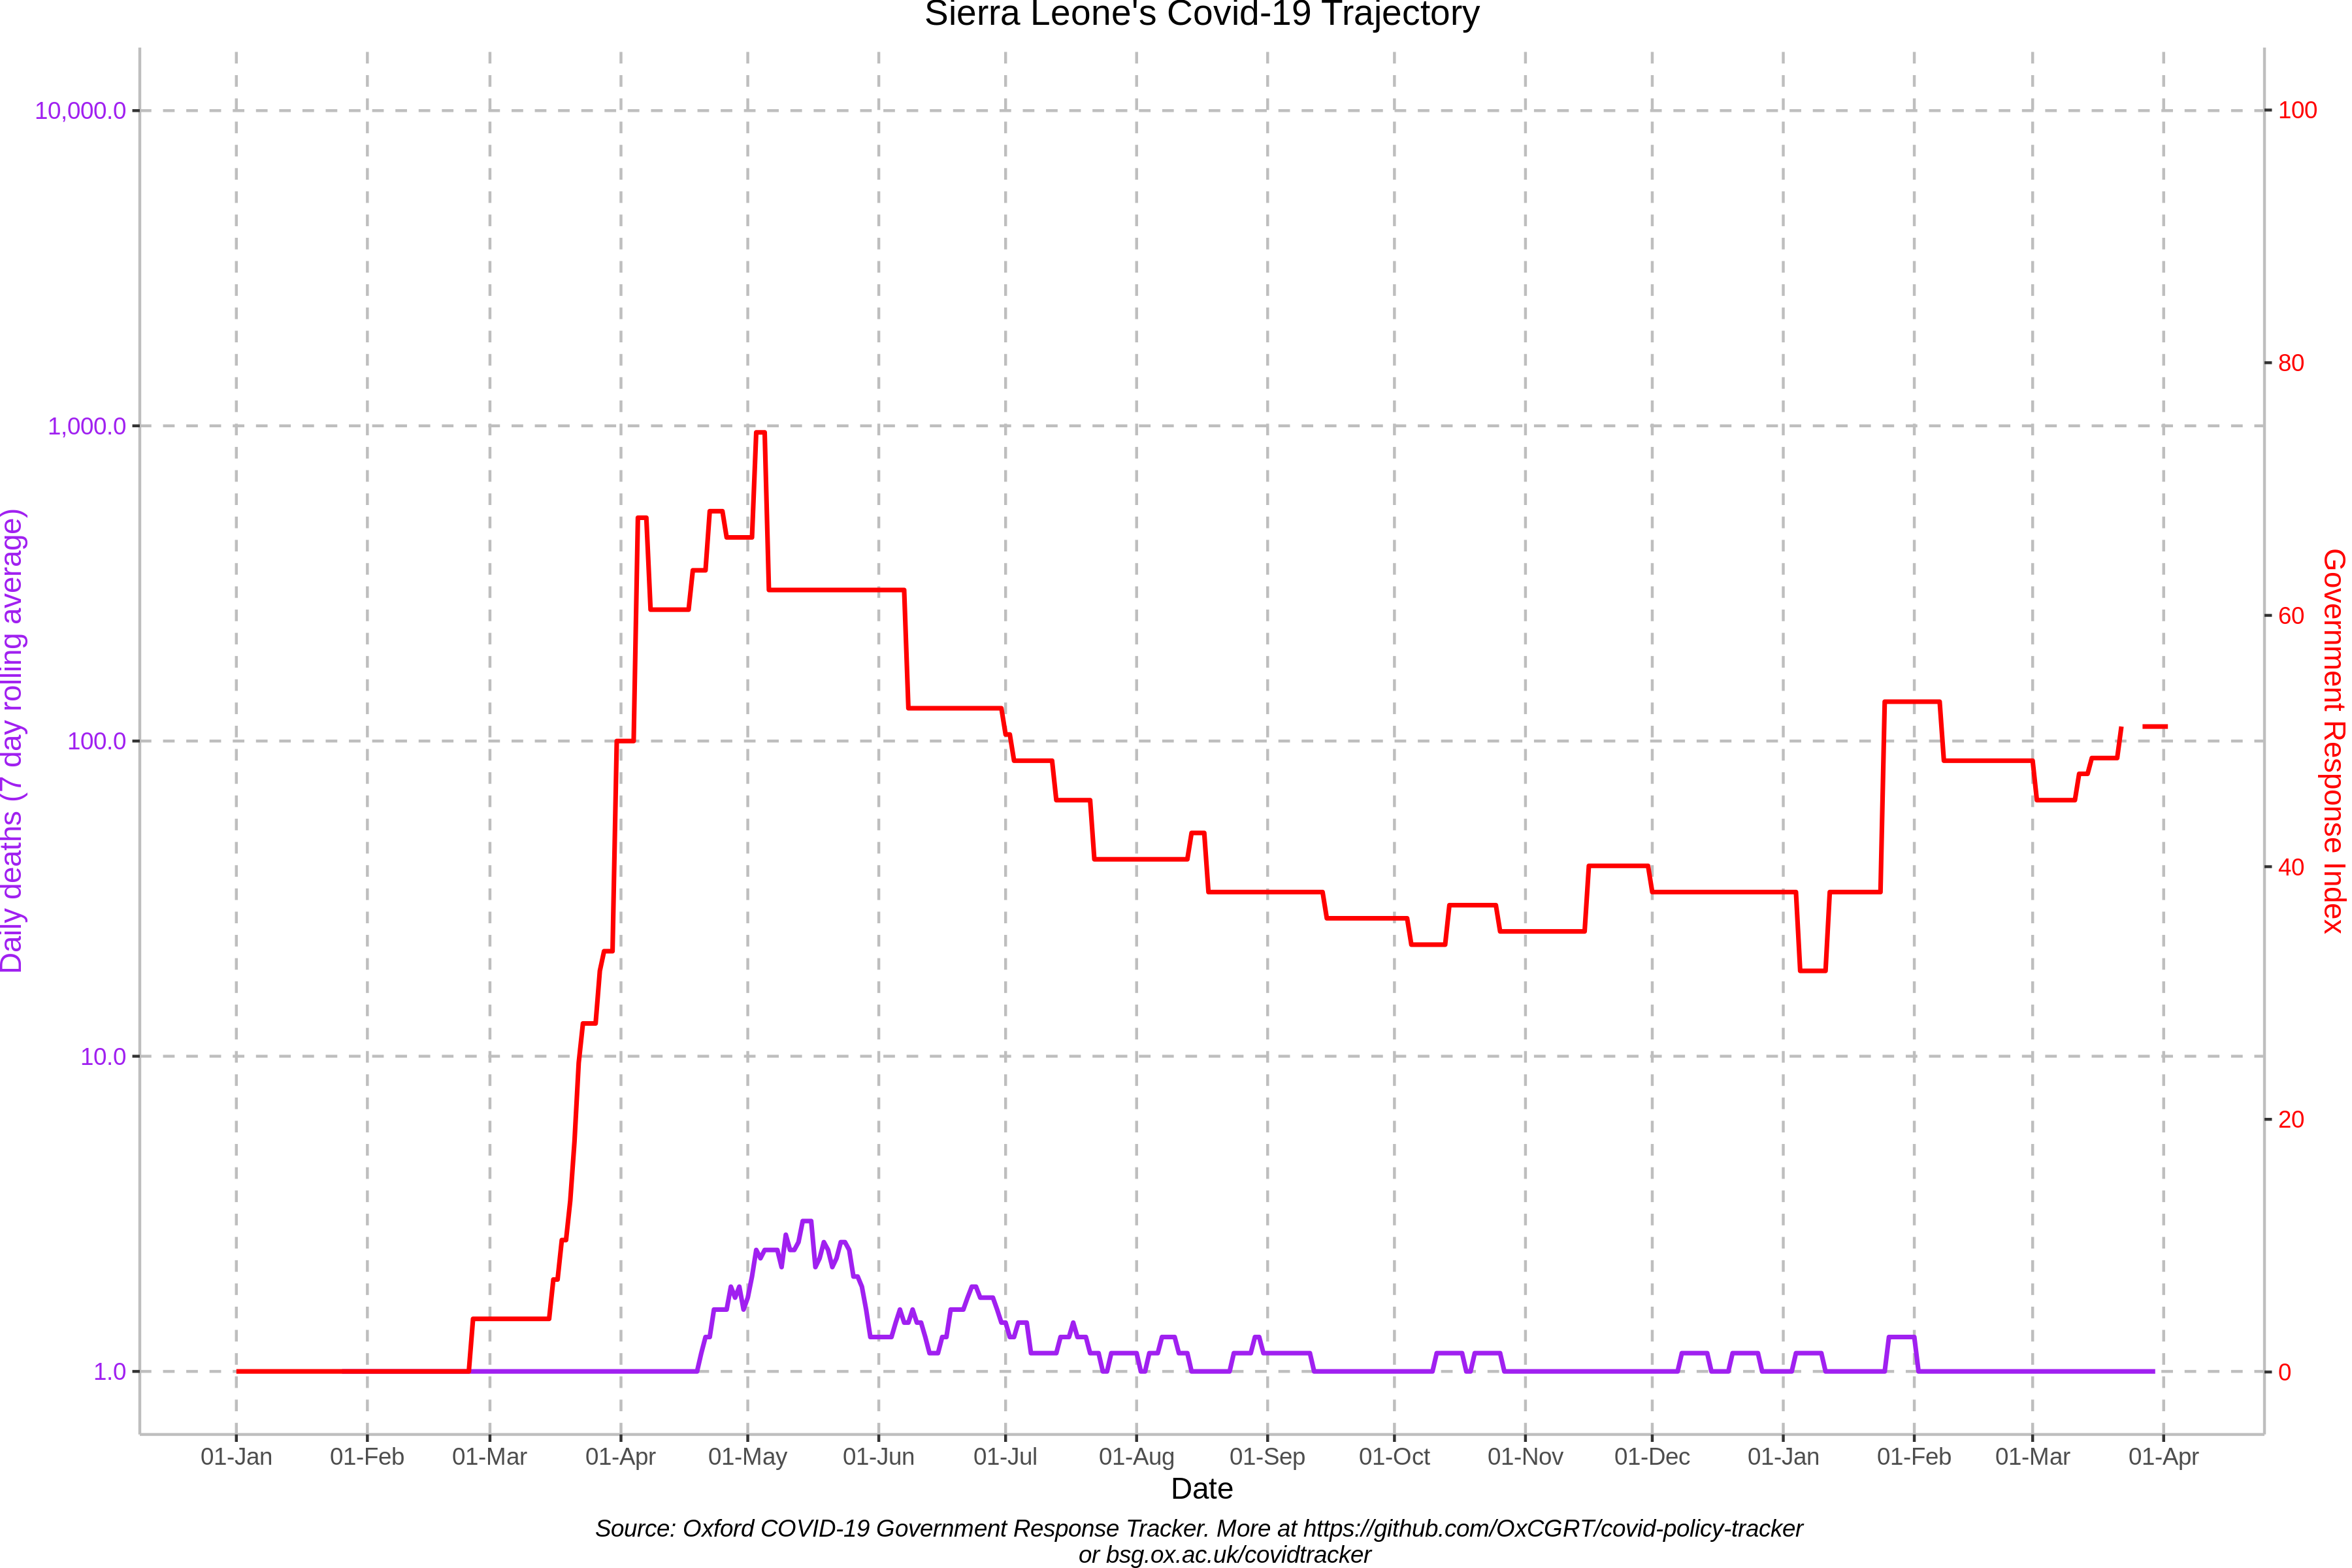 Sierra Leone's Covid-19 Trajectory
10,000.0
1,000.0
100.0
10.0
1.0
Daily deaths (7 day rolling average)
100
80
60
40
20
0
Government Response Index
01-Jan 01-Feb 01-Mar 01-Apr 01-May 01-Jun 01-Jul 01-Aug 01-Sep 01-Oct 01-Nov 01-Dec 01-Jan 01-Feb 01-Mar 01-Apr
Date
Source: Oxford COVID-19 Government Response Tracker. More at https://github.com/OxCGRT/covid-policy-tracker
or bsg.ox.ac.uk/covidtracker